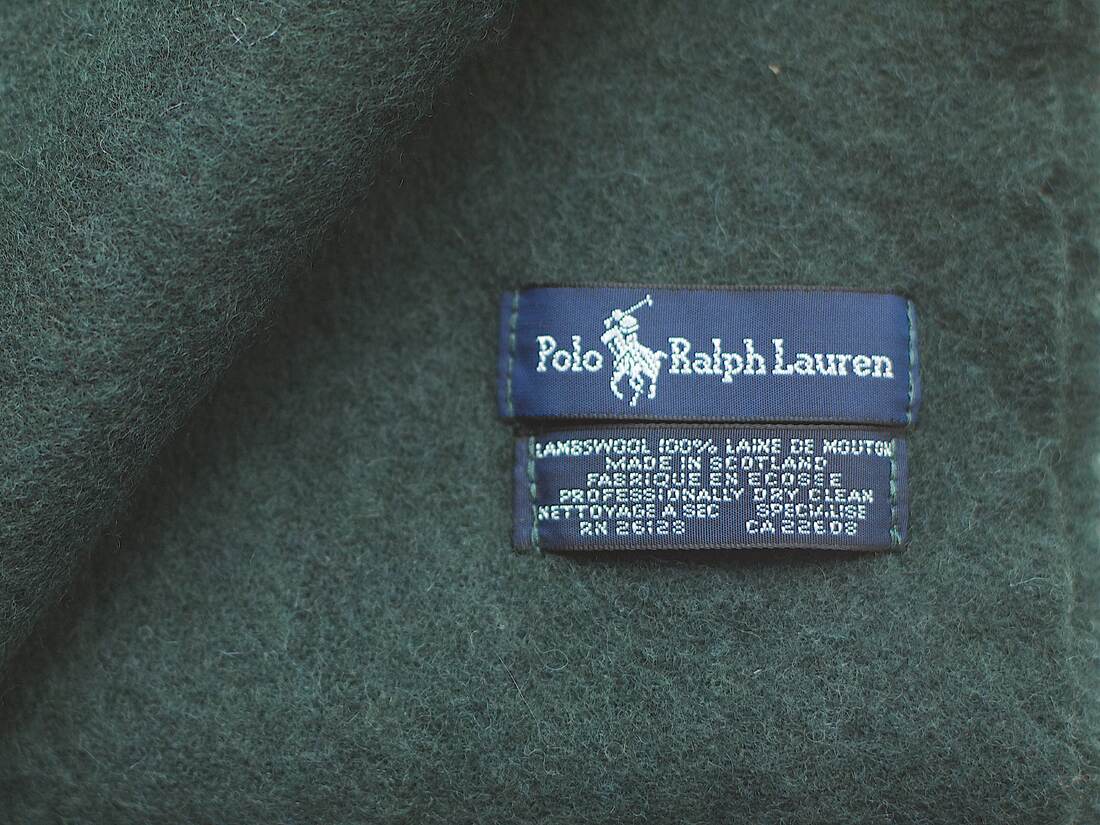 Polo Ralph Lauren
LAMBSWOOL 100% LAINE DE MOUTON
MADE IN SCOTLAND
FABRIQUE EN ECOSSE
PROFESSIONALLY DRY CLEAN
NETTOYAGE A SEC SPECIALISE
RN 26123 CA 22603